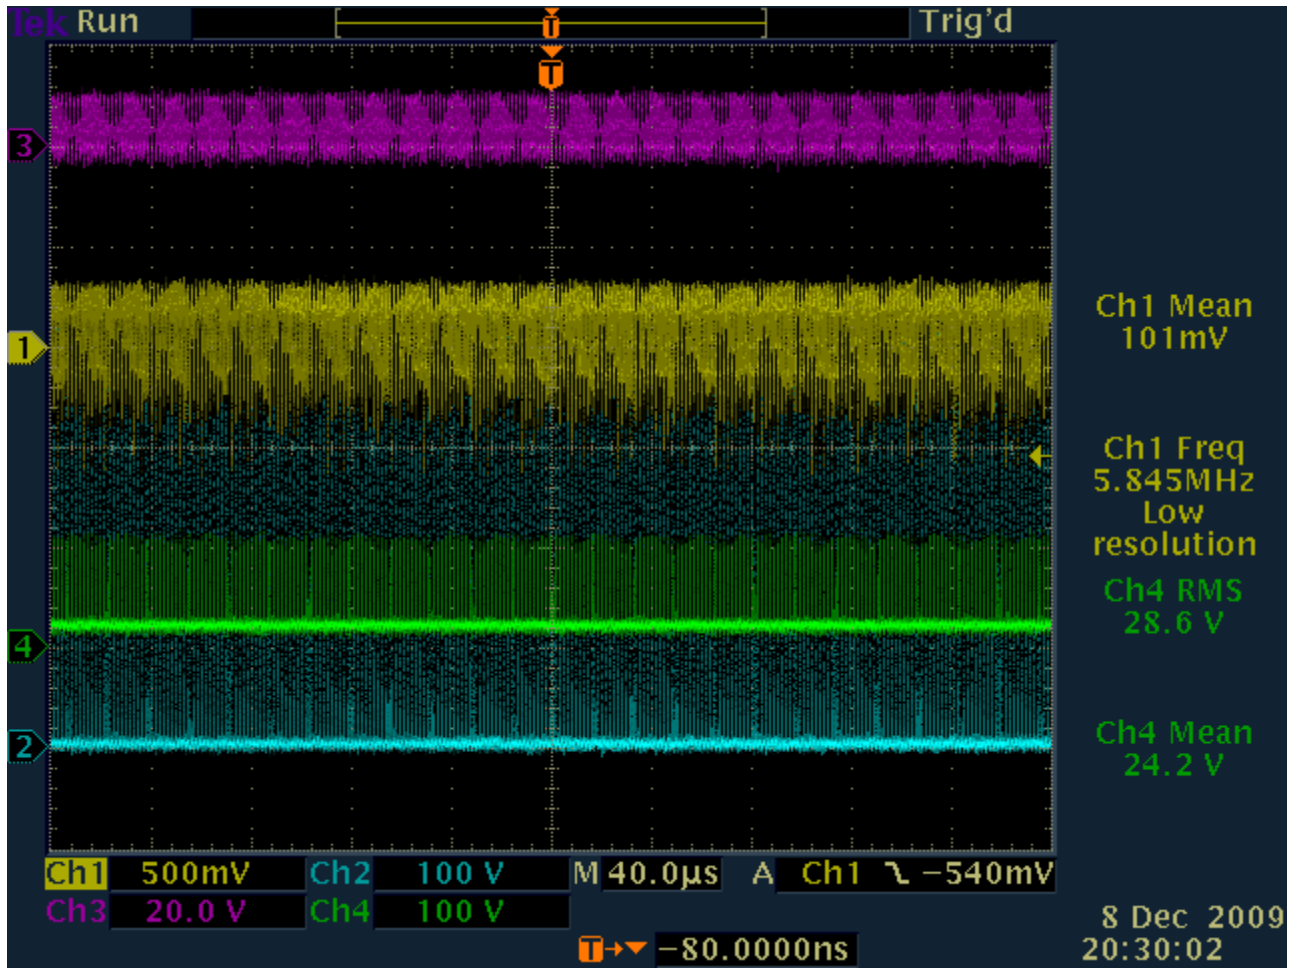 Tek Run Trig'd
T
T
3
1
Ch1 Mean
101mV
Ch1 Freq
5.845MHz
Low
resolution
Ch4 RMS
28.6 V
4
Ch4 Mean
24.2 V
2
Ch1 500mV Ch2 100 V M 40.0µs A Ch1 -540mV
Ch3 20.0 V Ch4 100 V
8 Dec 2009
T -80.0000ns 20:30:02